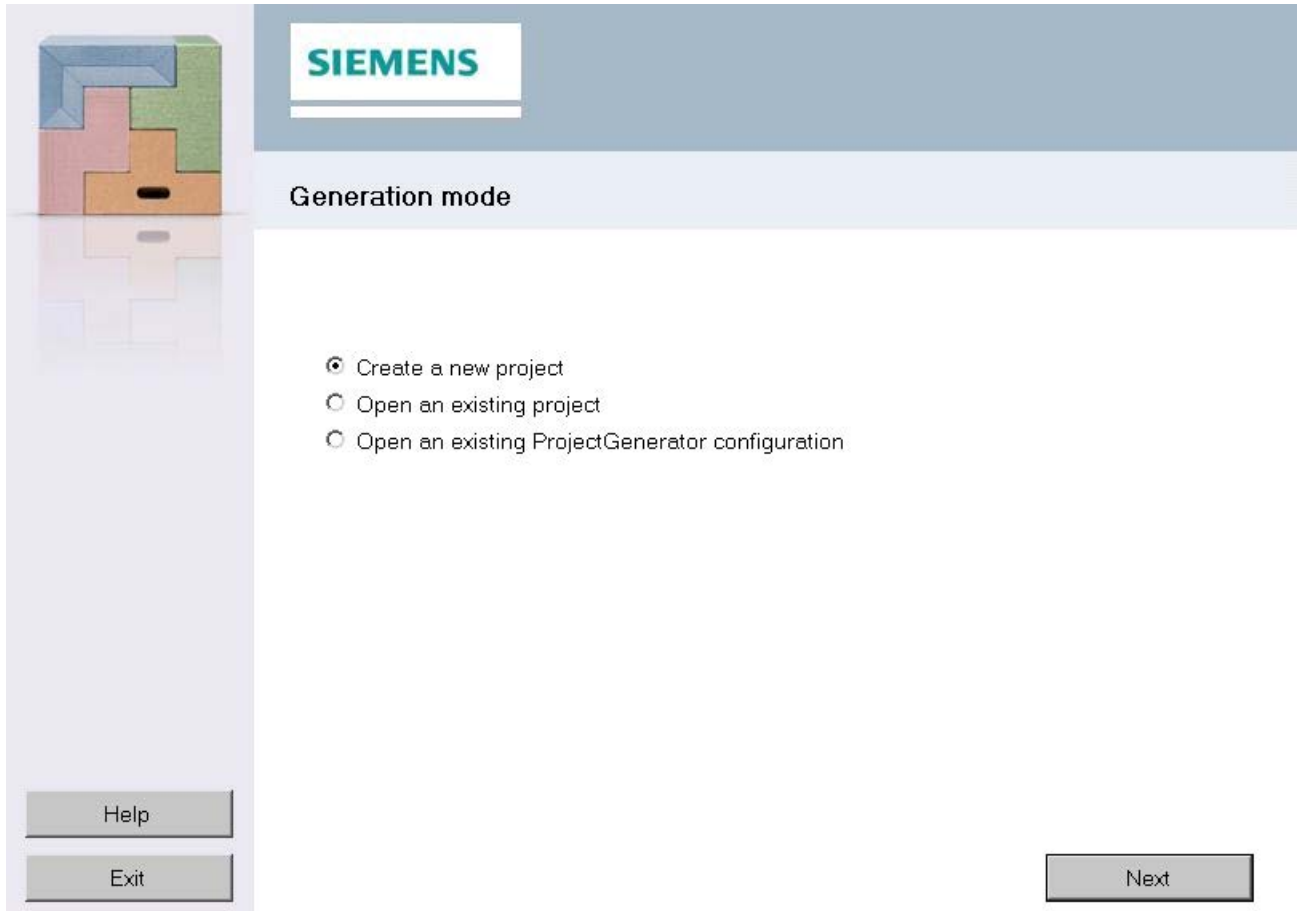 SIEMENS
Generation mode
Create a new project
Open an existing project
Open an existing ProjectGenerator configuration
Help
Exit
Next